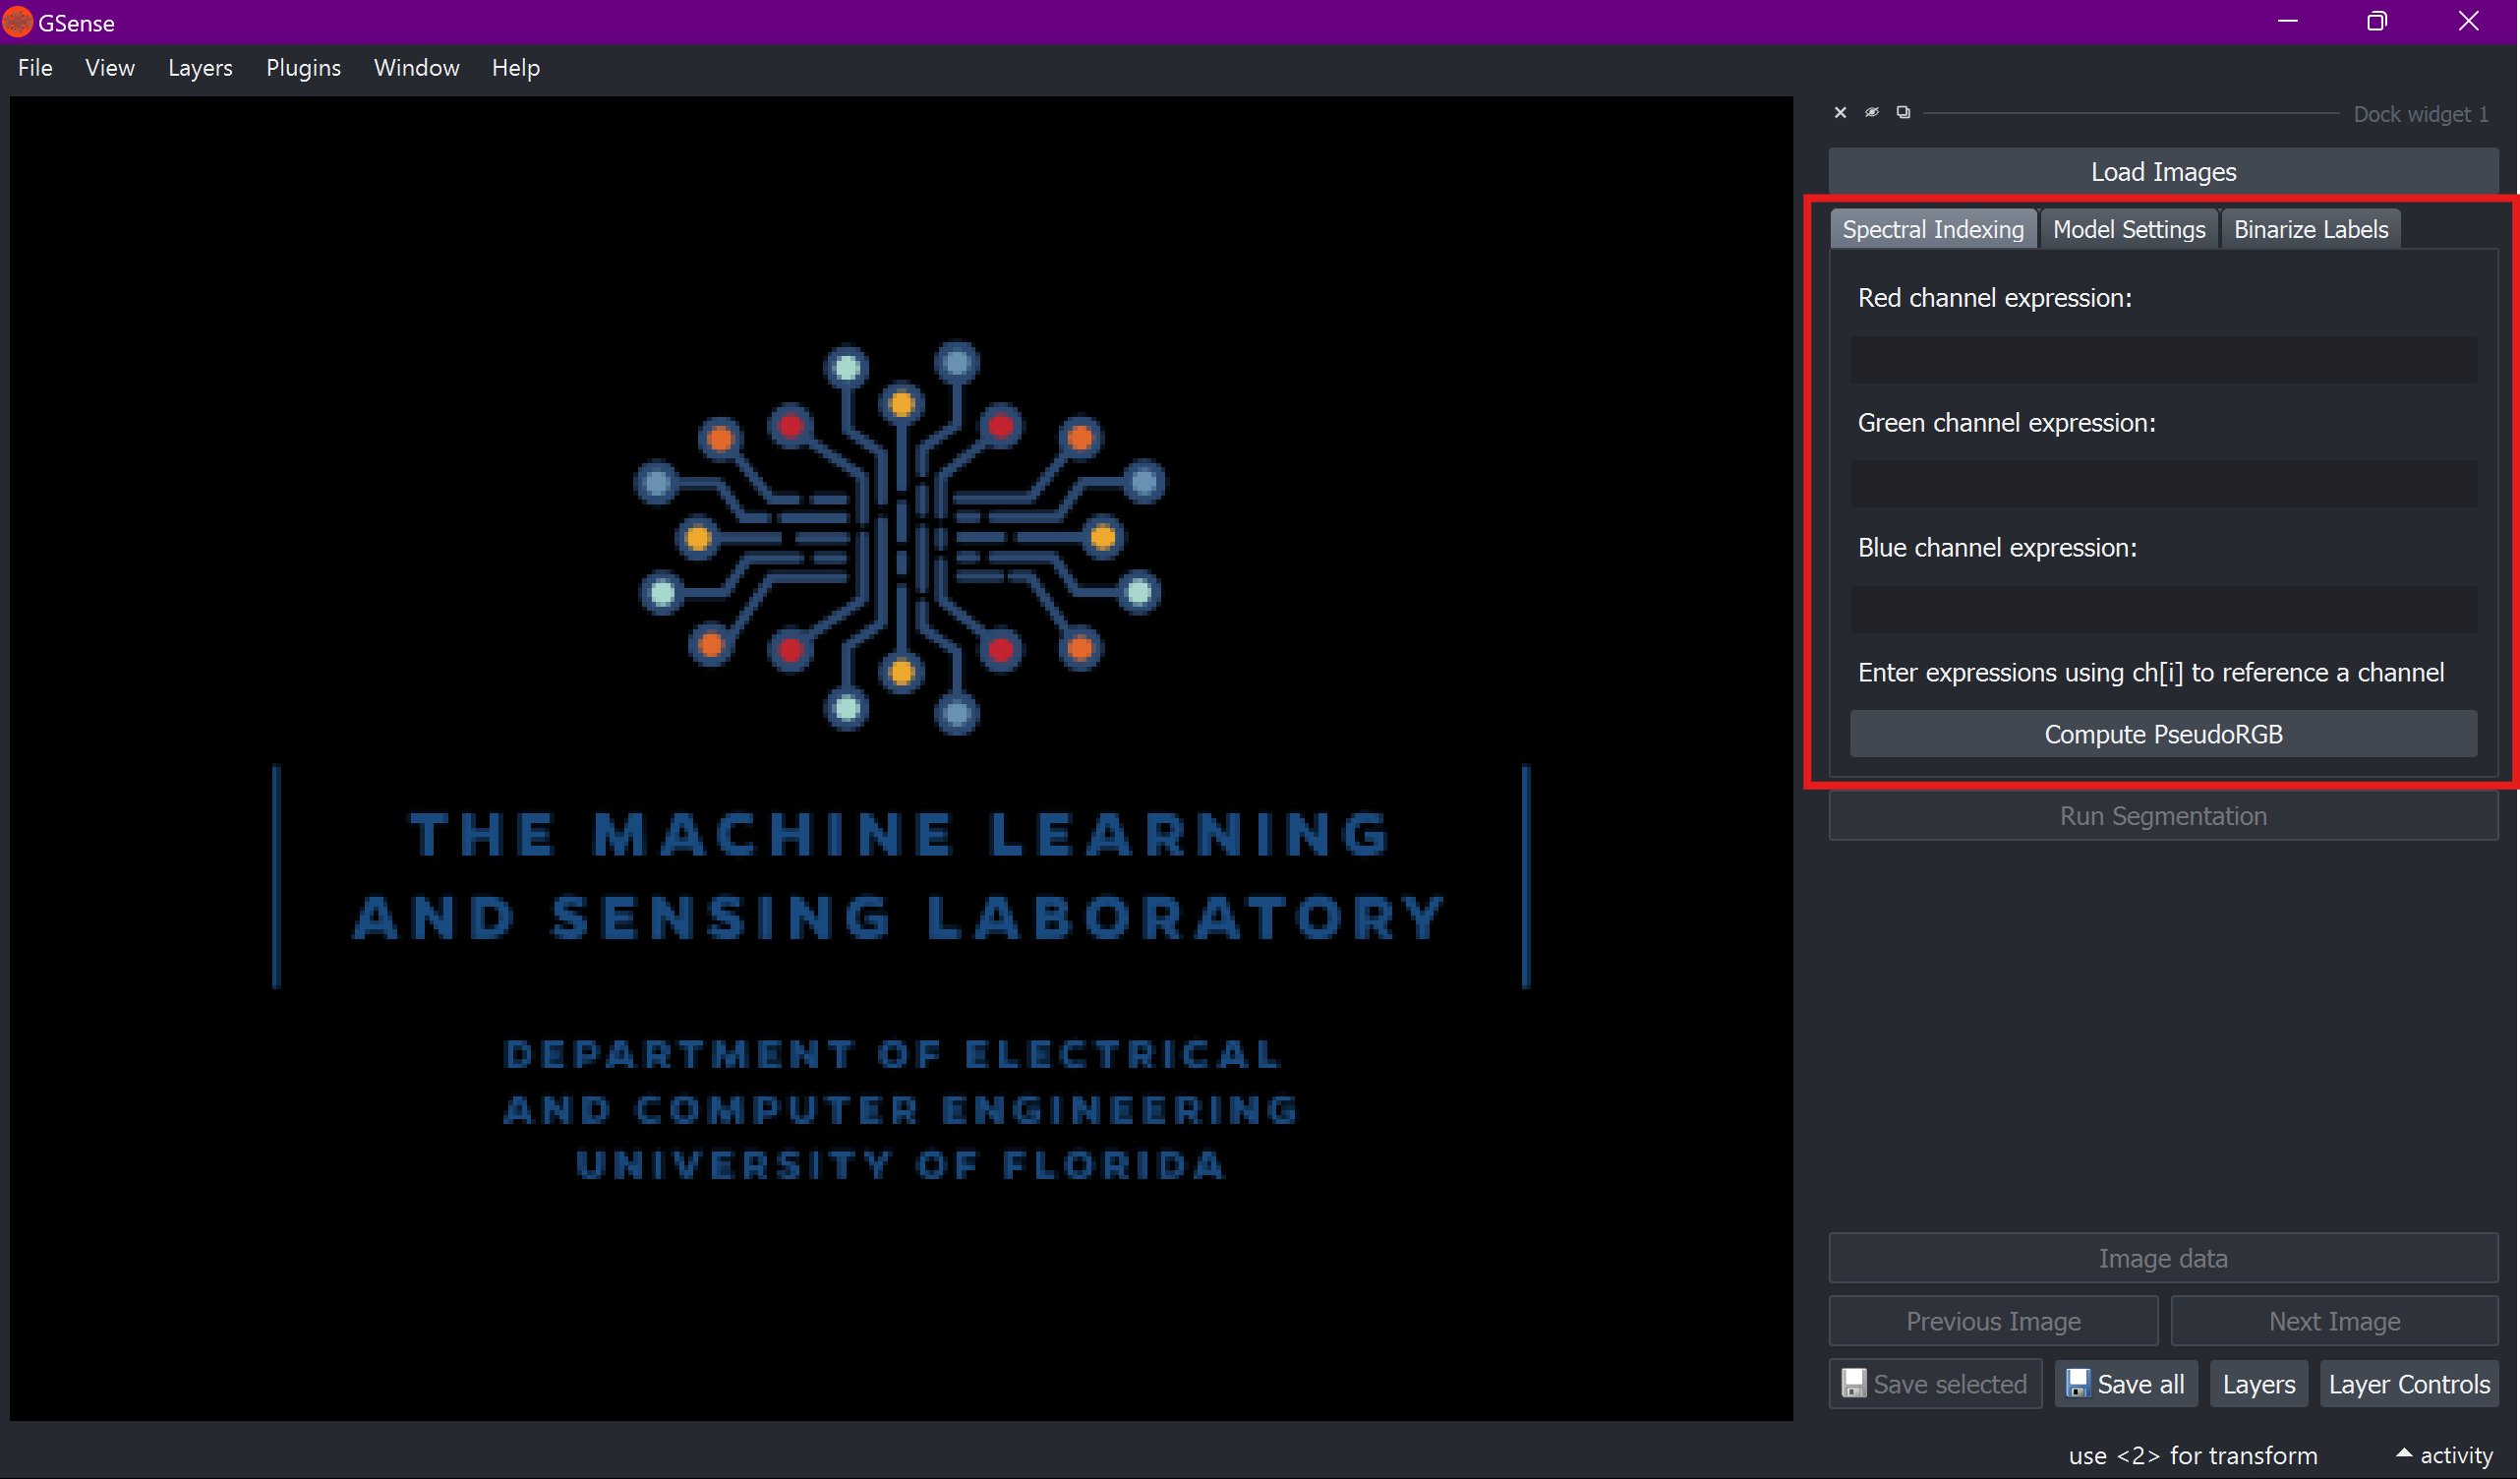 GSense
File View Layers Plugins Window Help
Dock widget 1
Load Images
Spectral Indexing Model Settings Binarize Labels
Red channel expression:
Green channel expression:
Blue channel expression:
Enter expressions using ch[i] to reference a channel
Compute PseudoRGB
Run Segmentation
THE MACHINE LEARNING
AND SENSING LABORATORY
DEPARTMENT OF ELECTRICAL
AND COMPUTER ENGINEERING
UNIVERSITY OF FLORIDA
Image data
Previous Image Next Image
Save selected Save all Layers Layer Controls
use <2> for transform activity